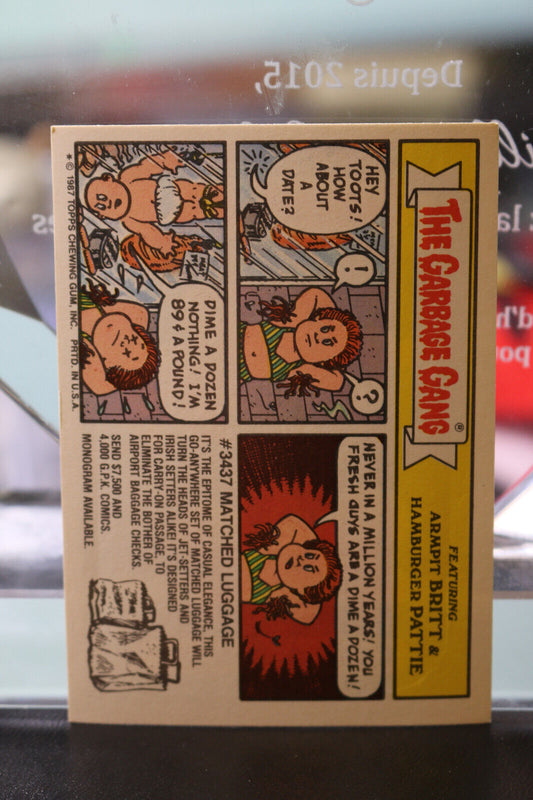 THE GARBAGE GANG®
FEATURING
ARMPIT BRITT &
HAMBURGER PATTIE
HEY
TOOTS!
HOW
ABOUT
A
DATE?
!
?
NEVER IN A MILLION YEARS! YOU
FRESH GUYS ARE A DIME A DOZEN!
DIME A DOZEN
NOTHING! I'M
89¢ A POUND!
#3437 MATCHED LUGGAGE
IT'S THE EPITOME OF CASUAL ELEGANCE. THIS
GO-ANYWHERE SET OF MATCHED LUGGAGE WILL
TURN THE HEADS OF JET-SETTERS AND
IRISH SETTERS ALIKE! IT'S DESIGNED
FOR CARRY-ON PASSAGE, TO
ELIMINATE THE BOTHER OF
AIRPORT BAGGAGE CHECKS.
SEND $7,500 AND
4,000 G.P.K. COMICS.
MONOGRAM AVAILABLE.
* © 1987 TOPPS CHEWING GUM, INC. PRTD. IN U.S.A.
Depuis 2015,